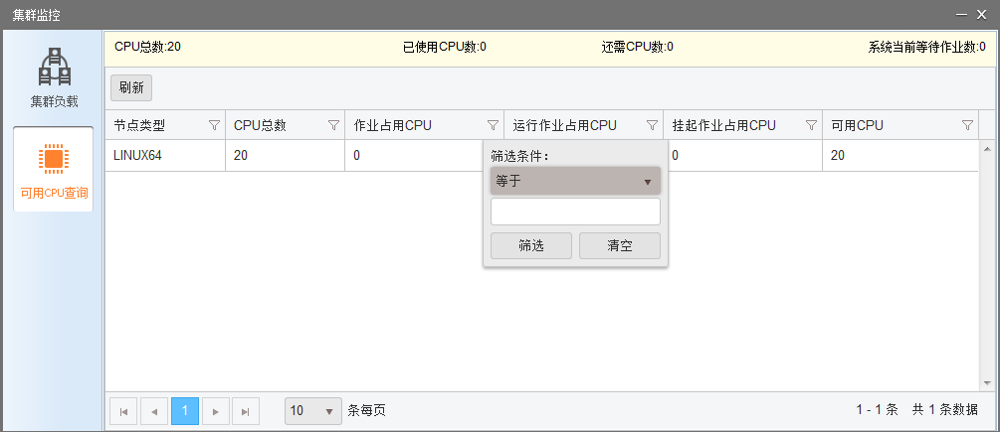 集群监控
集群负载
可用CPU查询
CPU总数:20 已使用CPU数:0 还需CPU数:0 系统当前等待作业数:0
刷新
节点类型 CPU总数 作业占用CPU 运行作业占用CPU 挂起作业占用CPU 可用CPU
LINUX64 20 0 0 20
筛选条件:
等于
筛选 清空
1 10 条每页 1 - 1 条 共 1 条数据